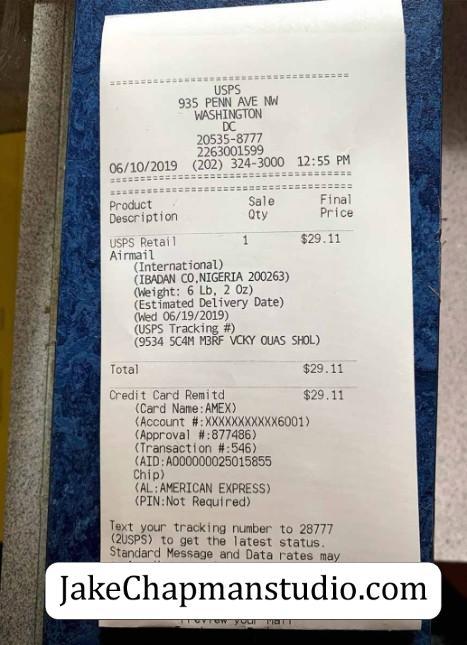 USPS
935 PENN AVE NW
WASHINGTON
DC
20535-8777
2263001599
06/10/2019 (202) 324-3000 12:55 PM
Product Sale Final
Description Qty Price
USPS Retail 1 $29.11
Airmail
(International)
(IBADAN CO,NIGERIA 200263)
(Weight: 6 Lb, 2 Oz)
(Estimated Delivery Date)
(Wed 06/19/2019)
(USPS Tracking #)
(9534 5C4M M3RF VCKY OUAS SHOL)
Total $29.11
Credit Card Remitd $29.11
(Card Name:AMEX)
(Account #:XXXXXXXXXXX6001)
(Approval #:877486)
(Transaction #:546)
(AID:A000000025015855
Chip)
(AL:AMERICAN EXPRESS)
(PIN:Not Required)
Text your tracking number to 28777
(2USPS) to get the latest status.
Standard Message and Data rates may
JakeChapmanstudio.com
Preview your Mail